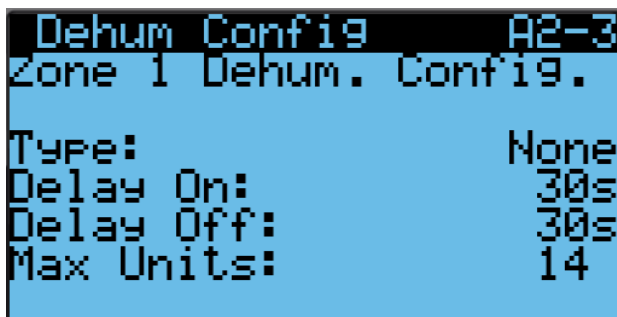 Dehum Config A2-3
Zone 1 Dehum. Config.
Type: None
Delay On: 30s
Delay Off: 30s
Max Units: 14